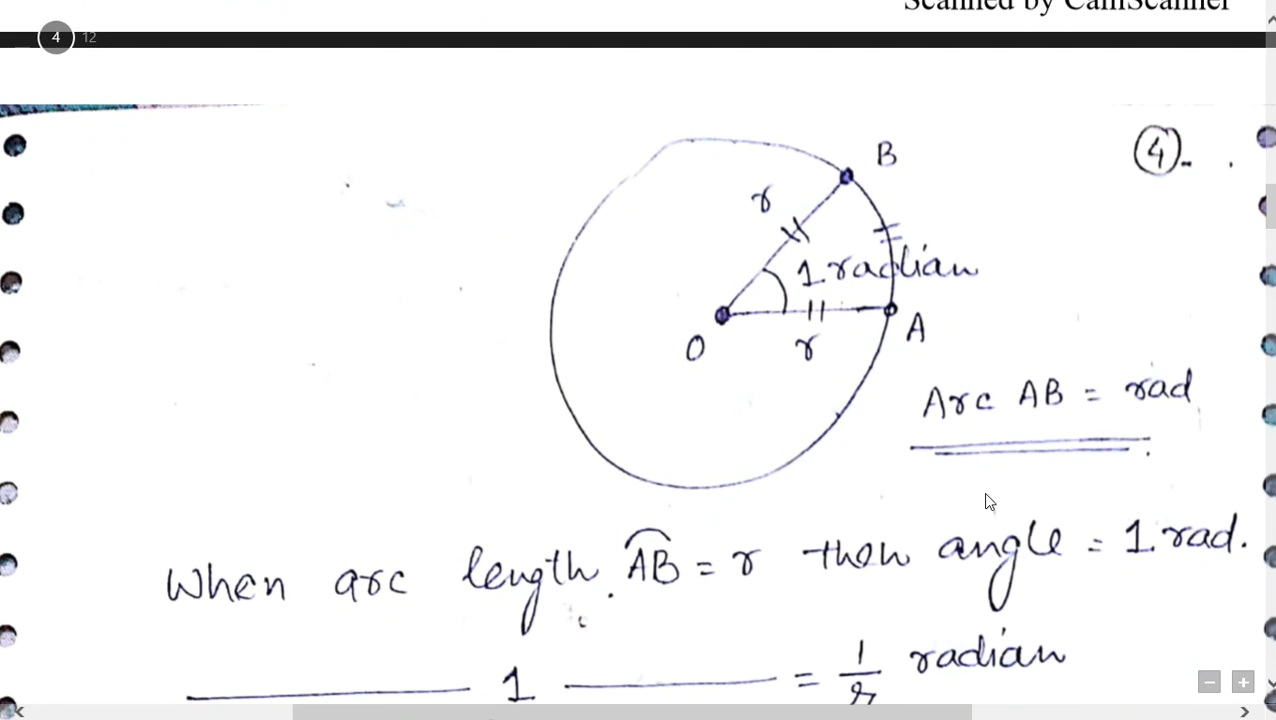 Scanned by CamScanner
4 12
(4).
B
r
1 radian
O
r
A
Arc AB = rad
When arc length AB = r then angle = 1 rad.
——— 1 ——— = 1/r radian